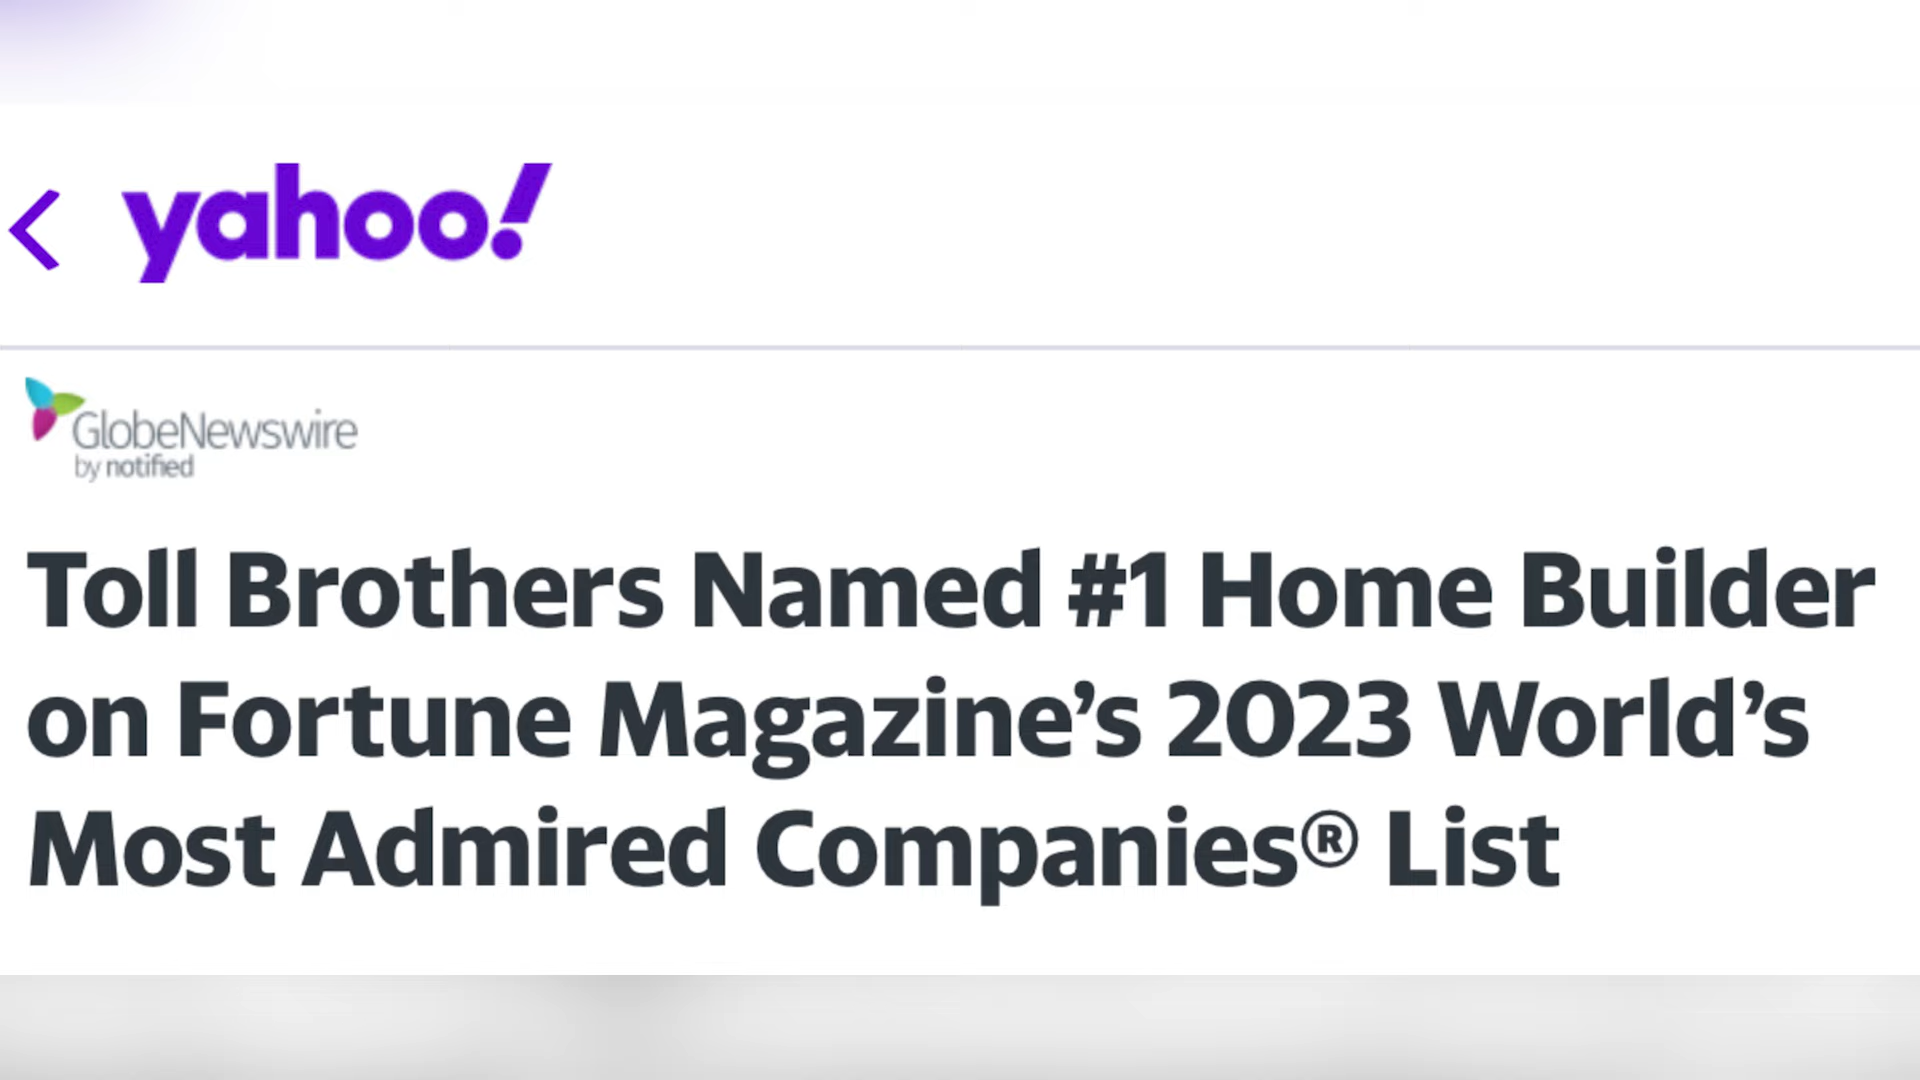 yahoo!
GlobeNewswire
by notified
Toll Brothers Named #1 Home Builder
on Fortune Magazine’s 2023 World’s
Most Admired Companies® List